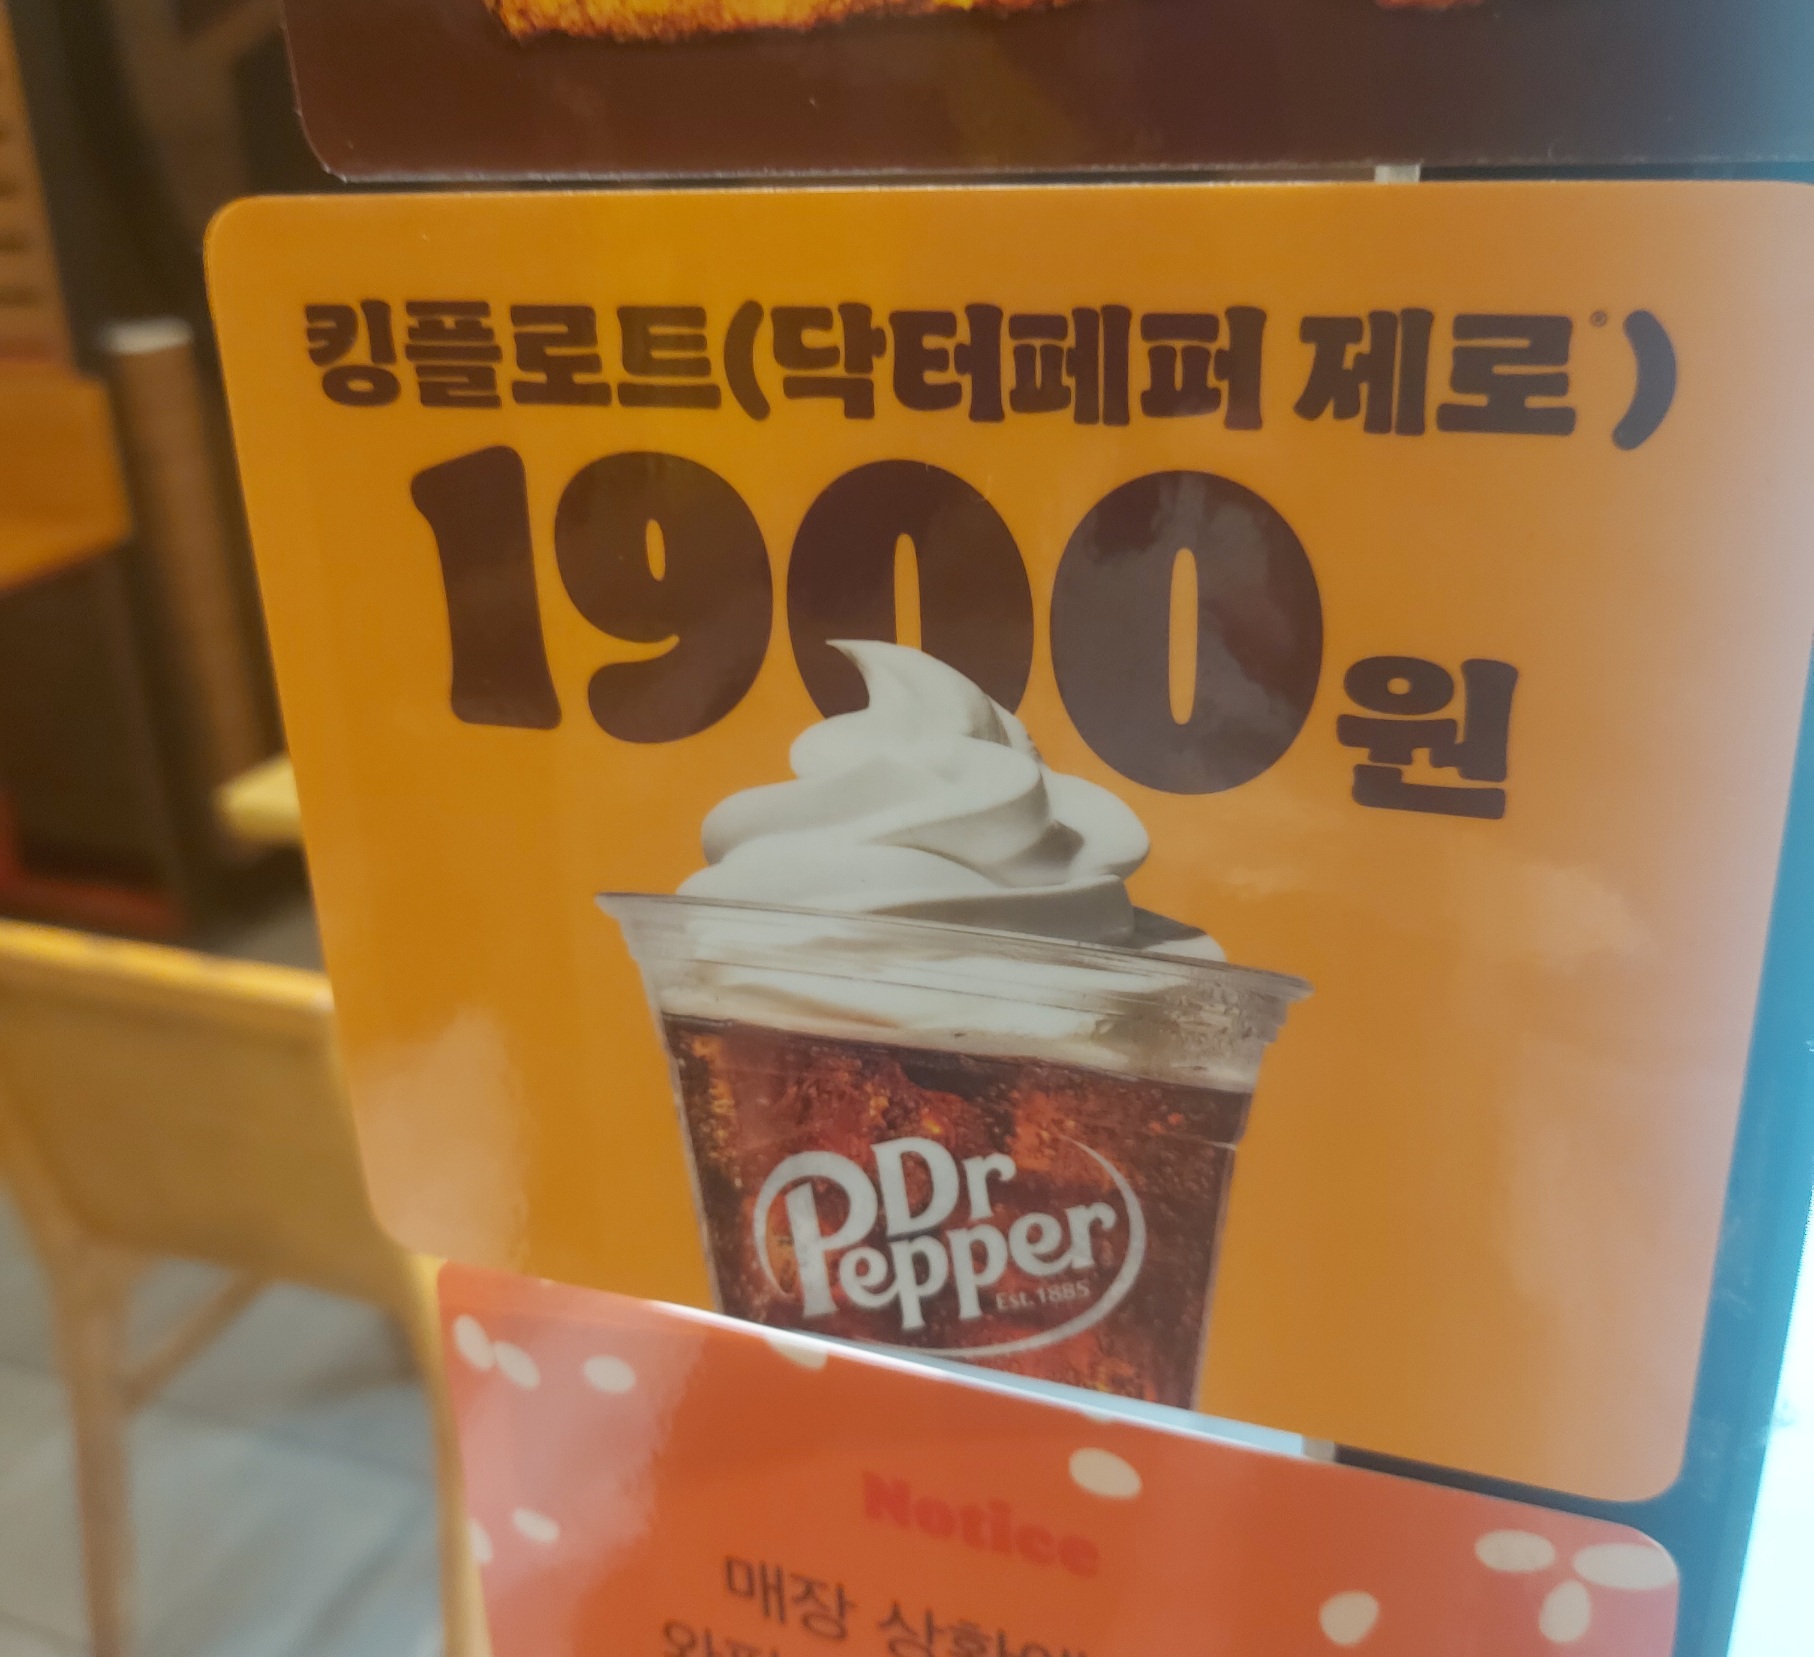 킹플로트(닥터페퍼 제로®)
1900원
Dr
Pepper
Est. 1885
Notice
매장 상황에